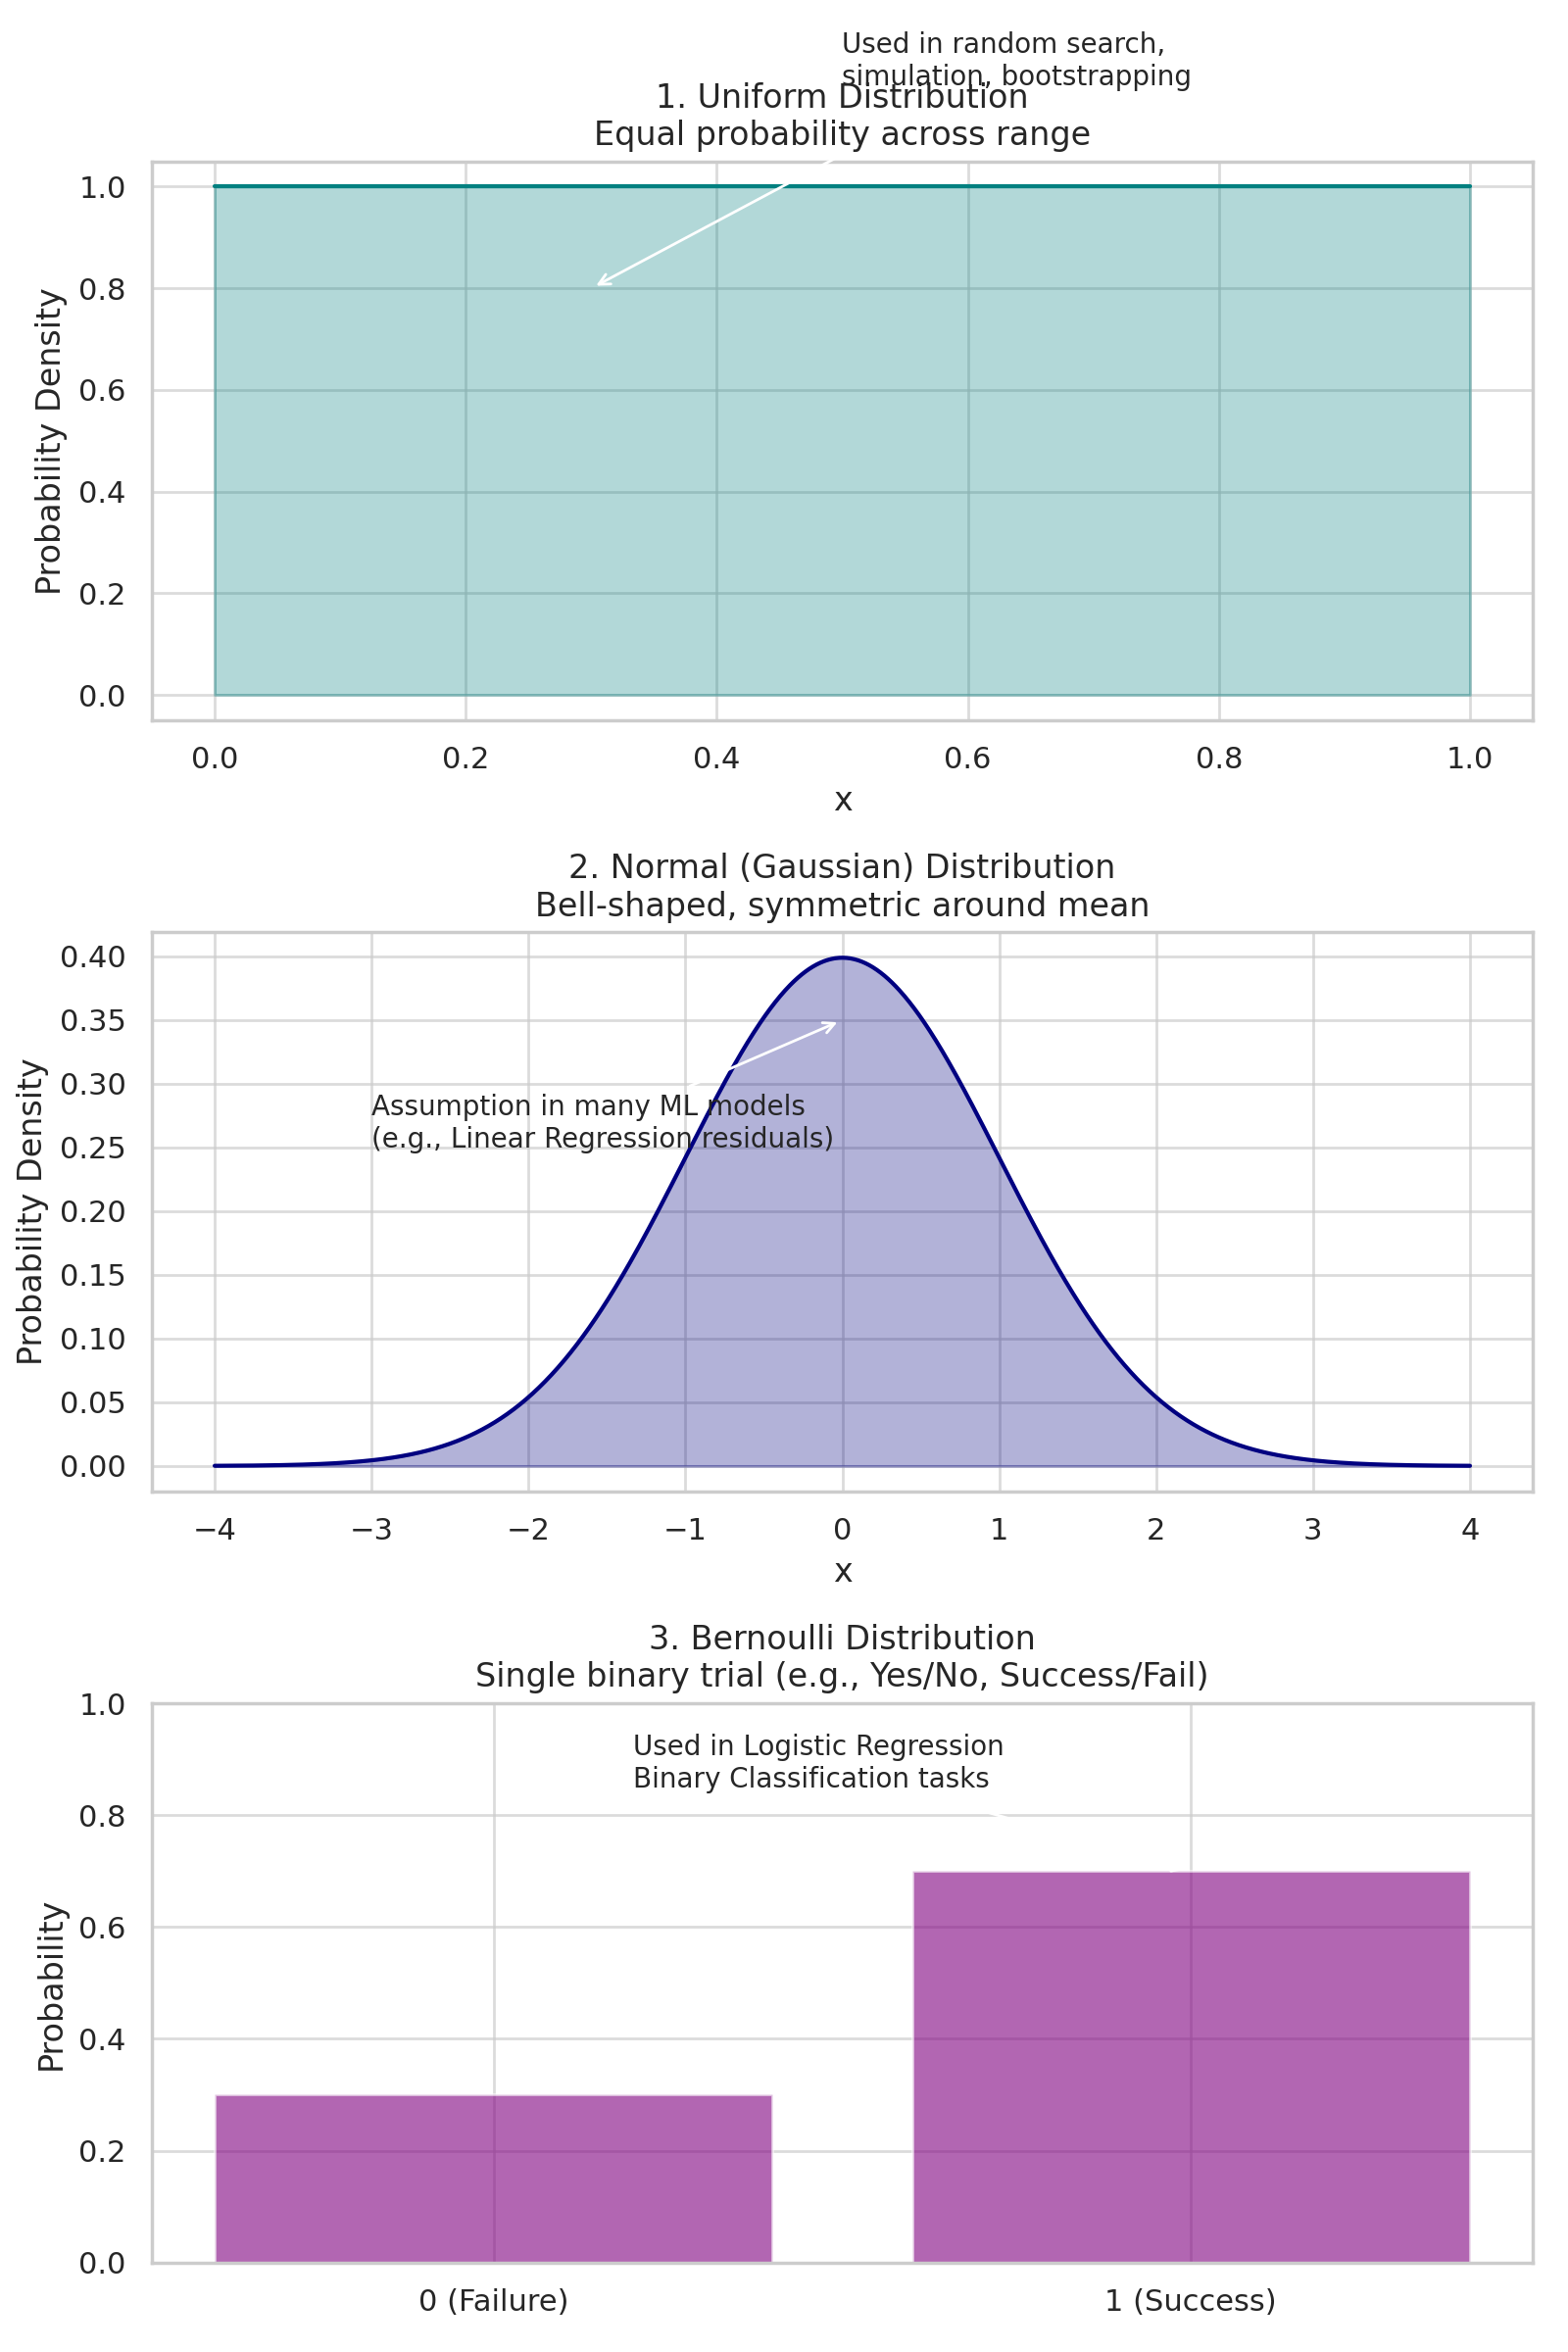 Used in random search,
simulation, bootstrapping
1. Uniform Distribution
Equal probability across range
Probability Density
1.0
0.8
0.6
0.4
0.2
0.0
0.0 0.2 0.4 0.6 0.8 1.0
x
2. Normal (Gaussian) Distribution
Bell-shaped, symmetric around mean
Probability Density
0.40
0.35
0.30
Assumption in many ML models
(e.g., Linear Regression residuals)
0.25
0.20
0.15
0.10
0.05
0.00
−4 −3 −2 −1 0 1 2 3 4
x
3. Bernoulli Distribution
Single binary trial (e.g., Yes/No, Success/Fail)
Probability
1.0
Used in Logistic Regression
Binary Classification tasks
0.8
0.6
0.4
0.2
0.0
0 (Failure) 1 (Success)